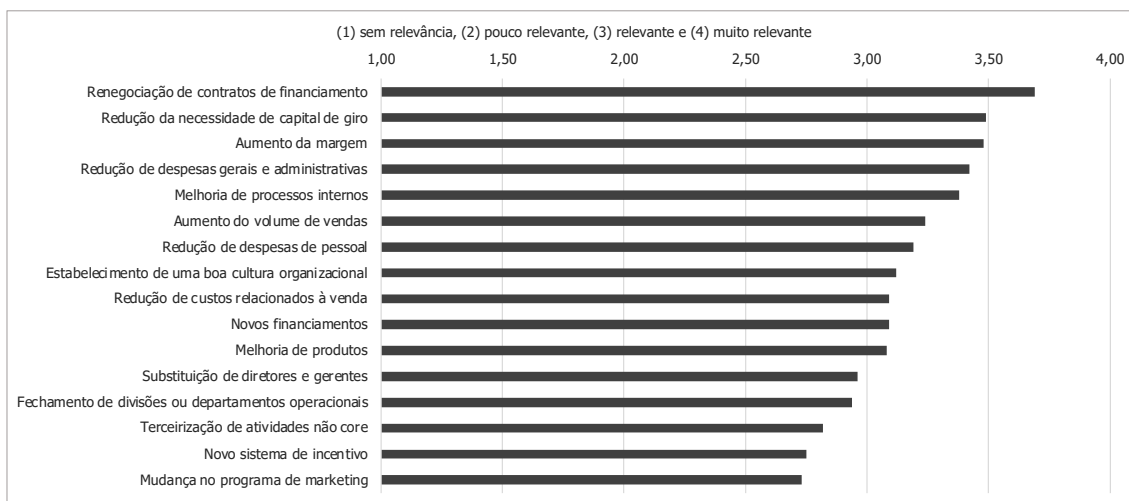 (1) sem relevância, (2) pouco relevante, (3) relevante e (4) muito relevante
1,00 1,50 2,00 2,50 3,00 3,50 4,00
Renegociação de contratos de financiamento
Redução da necessidade de capital de giro
Aumento da margem
Redução de despesas gerais e administrativas
Melhoria de processos internos
Aumento do volume de vendas
Redução de despesas de pessoal
Estabelecimento de uma boa cultura organizacional
Redução de custos relacionados à venda
Novos financiamentos
Melhoria de produtos
Substituição de diretores e gerentes
Fechamento de divisões ou departamentos operacionais
Terceirização de atividades não core
Novo sistema de incentivo
Mudança no programa de marketing